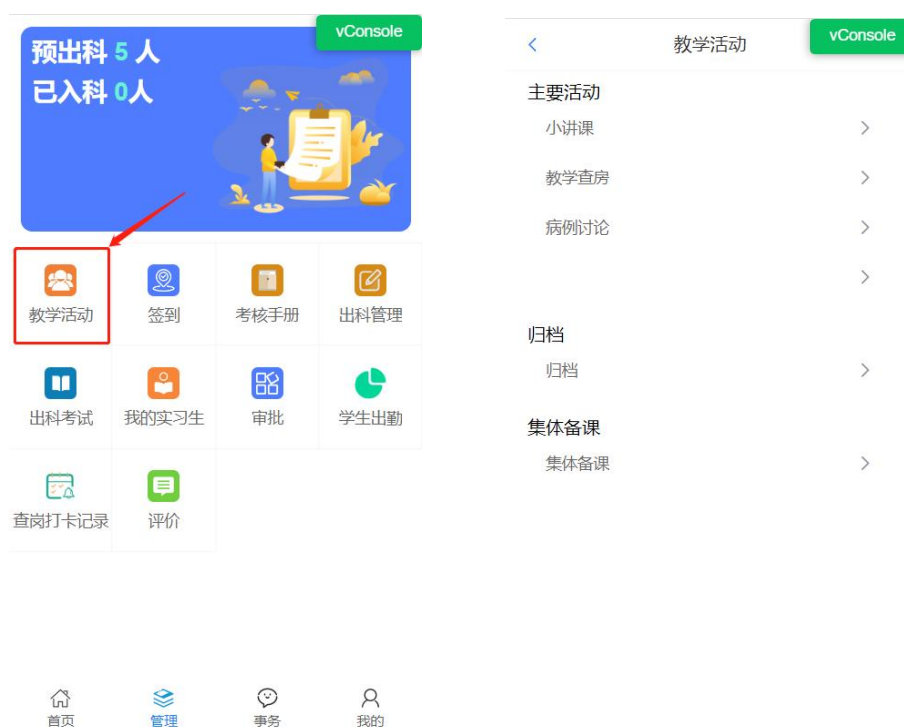 预出科 5 人
已入科 0人
vConsole
教学活动
签到
考核手册
出科管理
出科考试
我的实习生
审批
学生出勤
查岗打卡记录
评价
首页
管理
事务
我的
教学活动
vConsole
主要活动
小讲课
教学查房
病例讨论
归档
归档
集体备课
集体备课